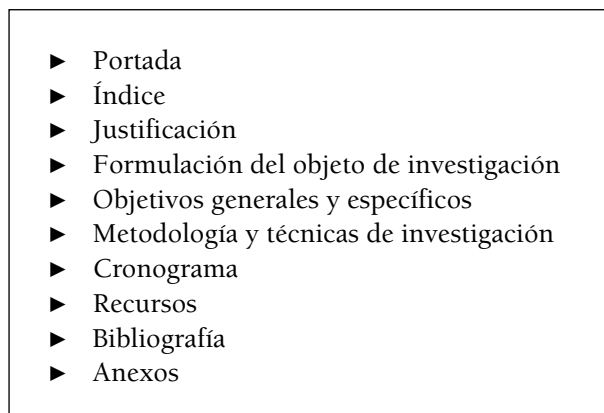 ► Portada
► Índice
► Justificación
► Formulación del objeto de investigación
► Objetivos generales y específicos
► Metodología y técnicas de investigación
► Cronograma
► Recursos
► Bibliografía
► Anexos